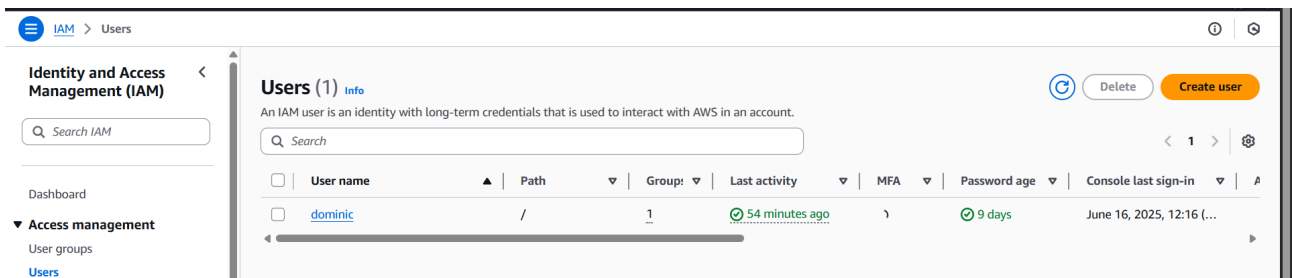 IAM > Users
Identity and Access Management (IAM)
Search IAM
Dashboard
Access management
User groups
Users
Users (1) Info
Delete
Create user
An IAM user is an identity with long-term credentials that is used to interact with AWS in an account.
Search
1
User name Path Groups Last activity MFA Password age Console last sign-in
dominic / 1 54 minutes ago 9 days June 16, 2025, 12:16 (...